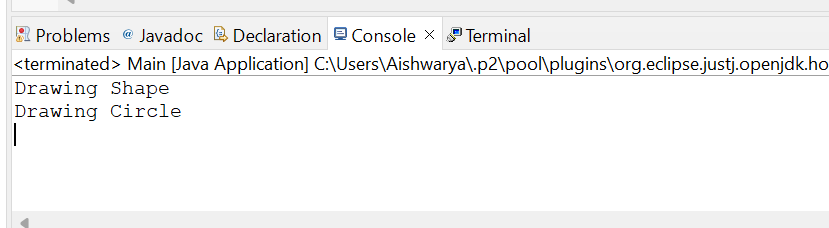 Problems @ Javadoc Declaration Console Terminal
<terminated> Main [Java Application] C:\Users\Aishwarya\.p2\pool\plugins\org.eclipse.justj.openjdk.ho
Drawing Shape
Drawing Circle